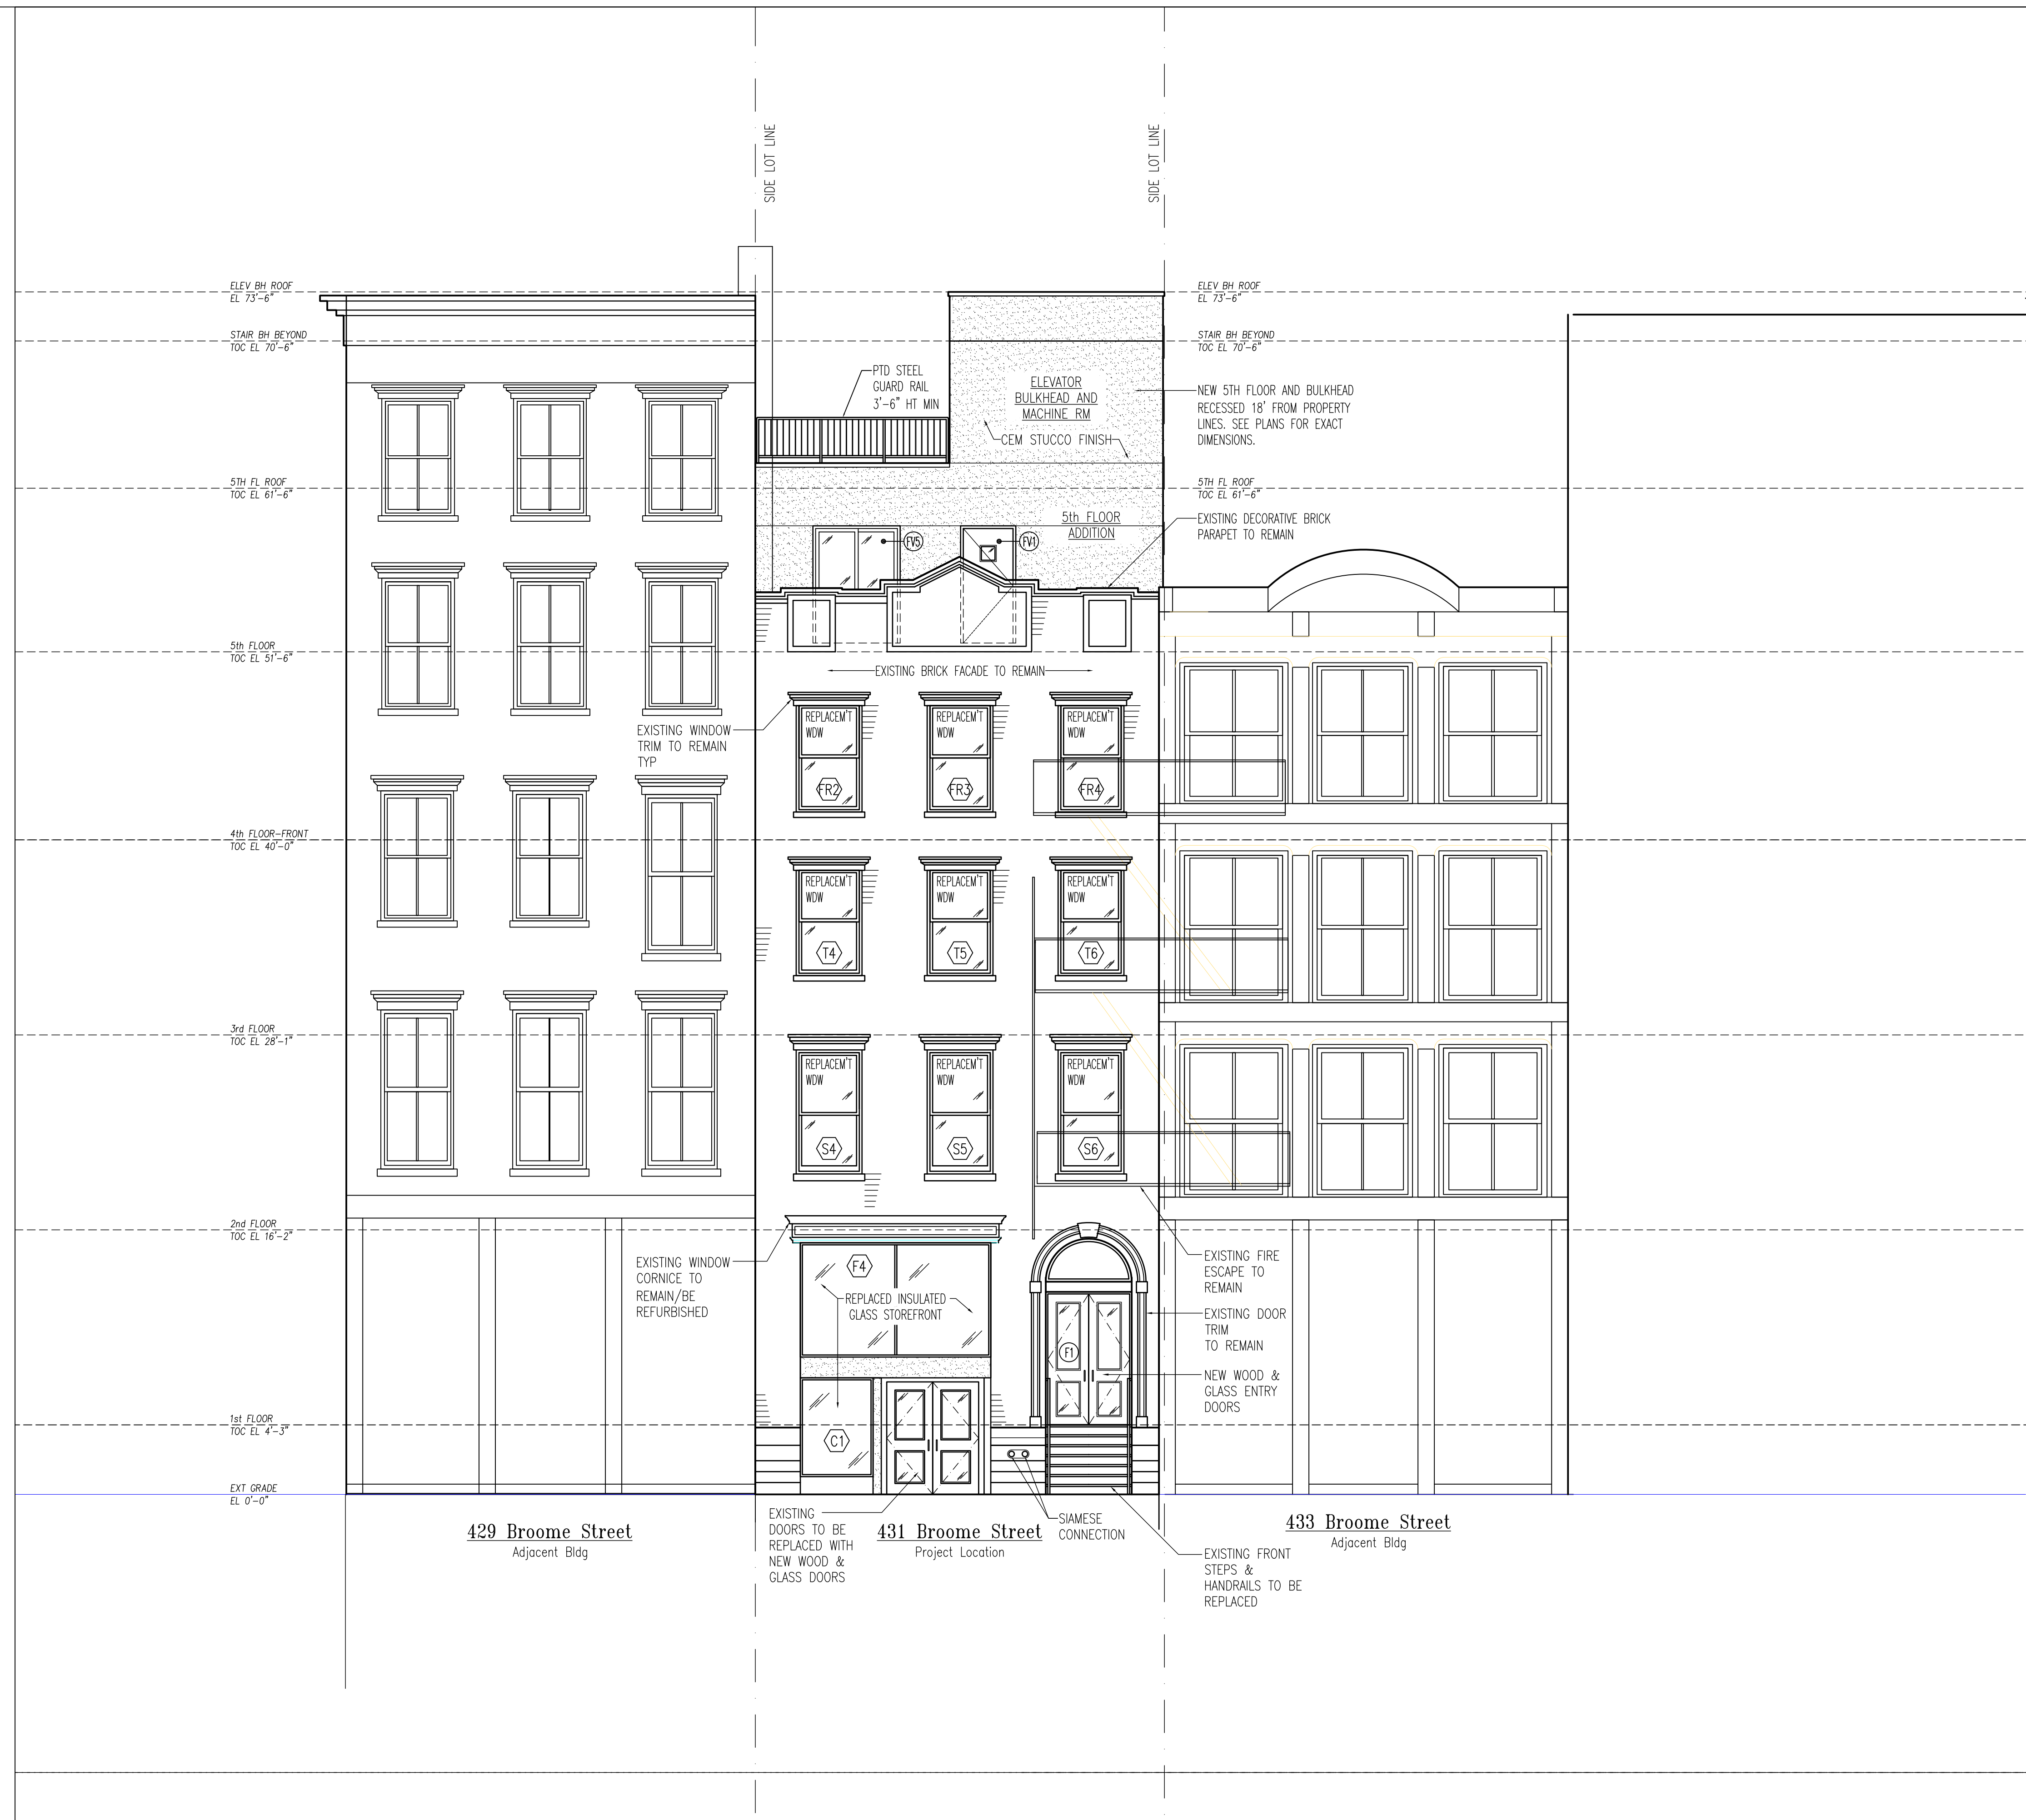 SIDE LOT LINE
SIDE LOT LINE
ELEV BH ROOF
EL 73'-6"
STAIR BH BEYOND
TOC EL 70'-6"
5TH FL ROOF
TOC EL 61'-6"
5th FLOOR
TOC EL 51'-6"
4th FLOOR-FRONT
TOC EL 40'-0"
3rd FLOOR
TOC EL 28'-1"
2nd FLOOR
TOC EL 16'-2"
1st FLOOR
TOC EL 4'-3"
EXT GRADE
EL 0'-0"
ELEV BH ROOF
EL 73'-6"
STAIR BH BEYOND
TOC EL 70'-6"
5TH FL ROOF
TOC EL 61'-6"
PTD STEEL
GUARD RAIL
3'-6" HT MIN
ELEVATOR
BULKHEAD AND
MACHINE RM
CEM STUCCO FINISH
NEW 5TH FLOOR AND BULKHEAD
RECESSED 18' FROM PROPERTY
LINES. SEE PLANS FOR EXACT
DIMENSIONS.
5th FLOOR
ADDITION
EXISTING DECORATIVE BRICK
PARAPET TO REMAIN
FV5
FV1
EXISTING BRICK FACADE TO REMAIN
EXISTING WINDOW
TRIM TO REMAIN
TYP
REPLACEM'T
WDW
FR2
REPLACEM'T
WDW
FR3
REPLACEM'T
WDW
FR4
REPLACEM'T
WDW
T4
REPLACEM'T
WDW
T5
REPLACEM'T
WDW
T6
REPLACEM'T
WDW
S4
REPLACEM'T
WDW
S5
REPLACEM'T
WDW
S6
EXISTING WINDOW
CORNICE TO
REMAIN/BE
REFURBISHED
F4
REPLACED INSULATED
GLASS STOREFRONT
C1
F1
EXISTING FIRE
ESCAPE TO
REMAIN
EXISTING DOOR
TRIM
TO REMAIN
NEW WOOD &
GLASS ENTRY
DOORS
429 Broome Street
Adjacent Bldg
EXISTING
DOORS TO BE
REPLACED WITH
NEW WOOD &
GLASS DOORS
431 Broome Street
Project Location
SIAMESE
CONNECTION
433 Broome Street
Adjacent Bldg
EXISTING FRONT
STEPS &
HANDRAILS TO BE
REPLACED